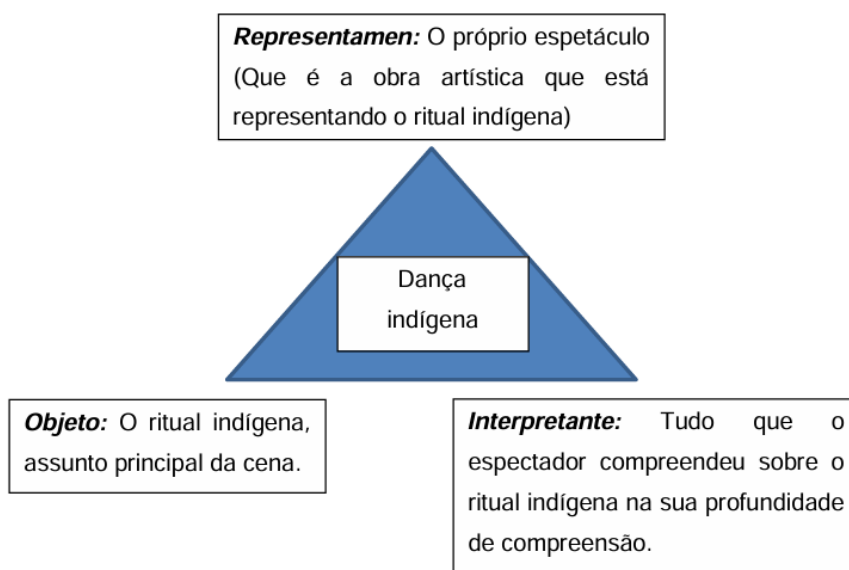 Representamen: O próprio espetáculo
(Que é a obra artística que está
representando o ritual indígena)
Dança
indígena
Objeto: O ritual indígena,
assunto principal da cena.
Interpretante: Tudo que o
espectador compreendeu sobre o
ritual indígena na sua profundidade
de compreensão.